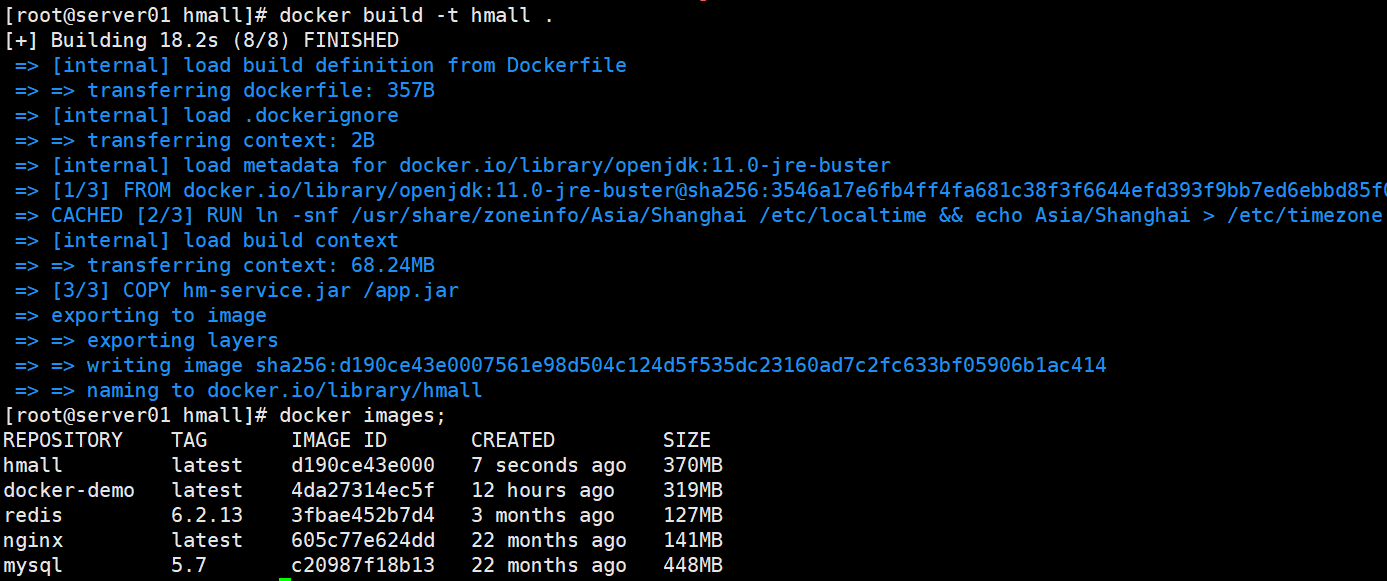 [root@server01 hmall]# docker build -t hmall .
[+] Building 18.2s (8/8) FINISHED
=> [internal] load build definition from Dockerfile
=> => transferring dockerfile: 357B
=> [internal] load .dockerignore
=> => transferring context: 2B
=> [internal] load metadata for docker.io/library/openjdk:11.0-jre-buster
=> [1/3] FROM docker.io/library/openjdk:11.0-jre-buster@sha256:3546a17e6fb4ff4fa681c38f3f6644efd393f9bb7ed6ebbd85f
=> CACHED [2/3] RUN ln -snf /usr/share/zoneinfo/Asia/Shanghai /etc/localtime && echo Asia/Shanghai > /etc/timezone
=> [internal] load build context
=> => transferring context: 68.24MB
=> [3/3] COPY hm-service.jar /app.jar
=> exporting to image
=> => exporting layers
=> => writing image sha256:d190ce43e0007561e98d504c124d5f535dc23160ad7c2fc633bf05906b1ac414
=> => naming to docker.io/library/hmall
[root@server01 hmall]# docker images;
REPOSITORY TAG IMAGE ID CREATED SIZE
hmall latest d190ce43e000 7 seconds ago 370MB
docker-demo latest 4da27314ec5f 12 hours ago 319MB
redis 6.2.13 3fbae452b7d4 3 months ago 127MB
nginx latest 605c77e624dd 22 months ago 141MB
mysql 5.7 c20987f18b13 22 months ago 448MB